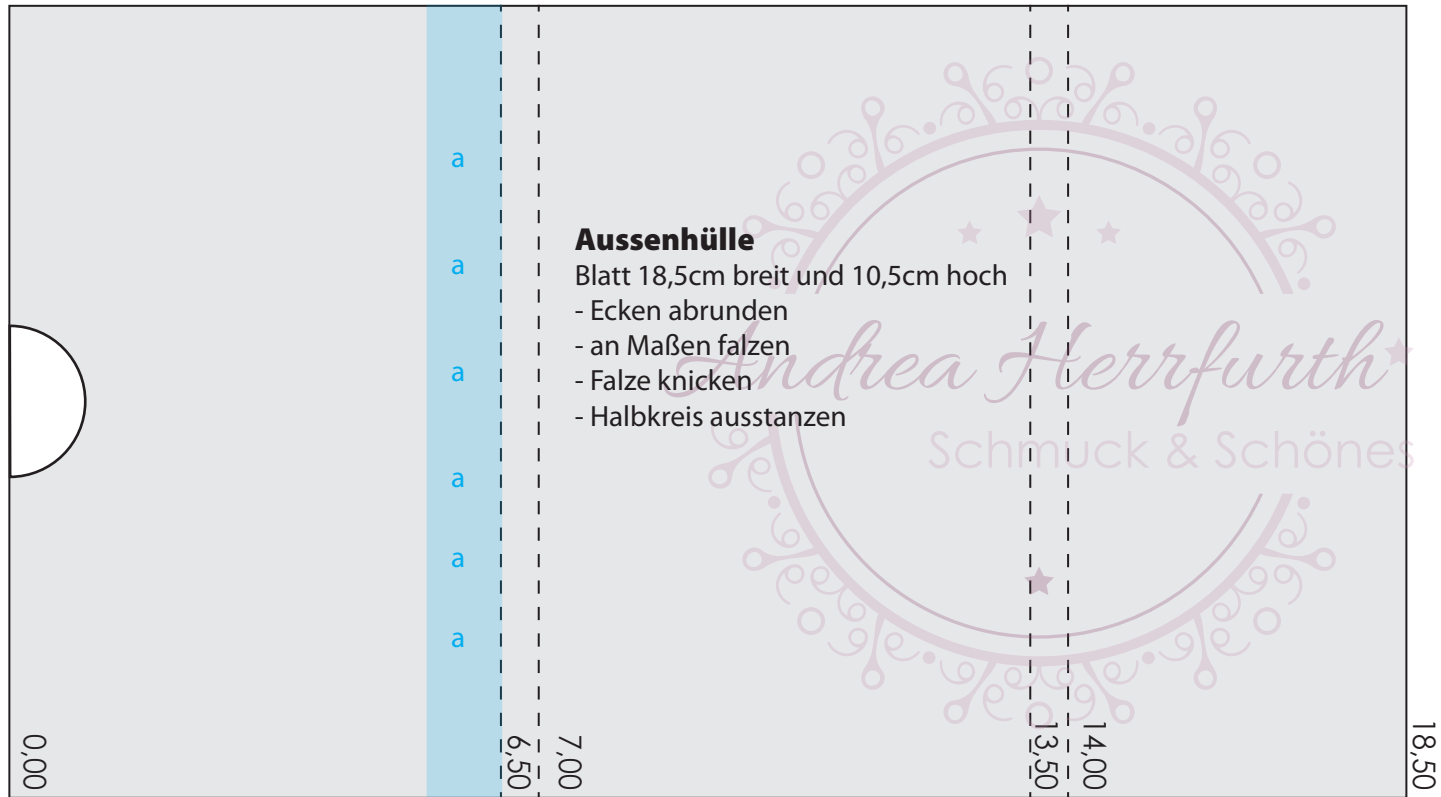 a
a
a
a
a
a
Aussenhülle
Blatt 18,5cm breit und 10,5cm hoch
- Ecken abrunden
- an Maßen falzen
- Falze knicken
- Halbkreis ausstanzen
Andrea Herrfurth
Schmuck & Schönes
0,00
6,50
7,00
13,50
14,00
18,50